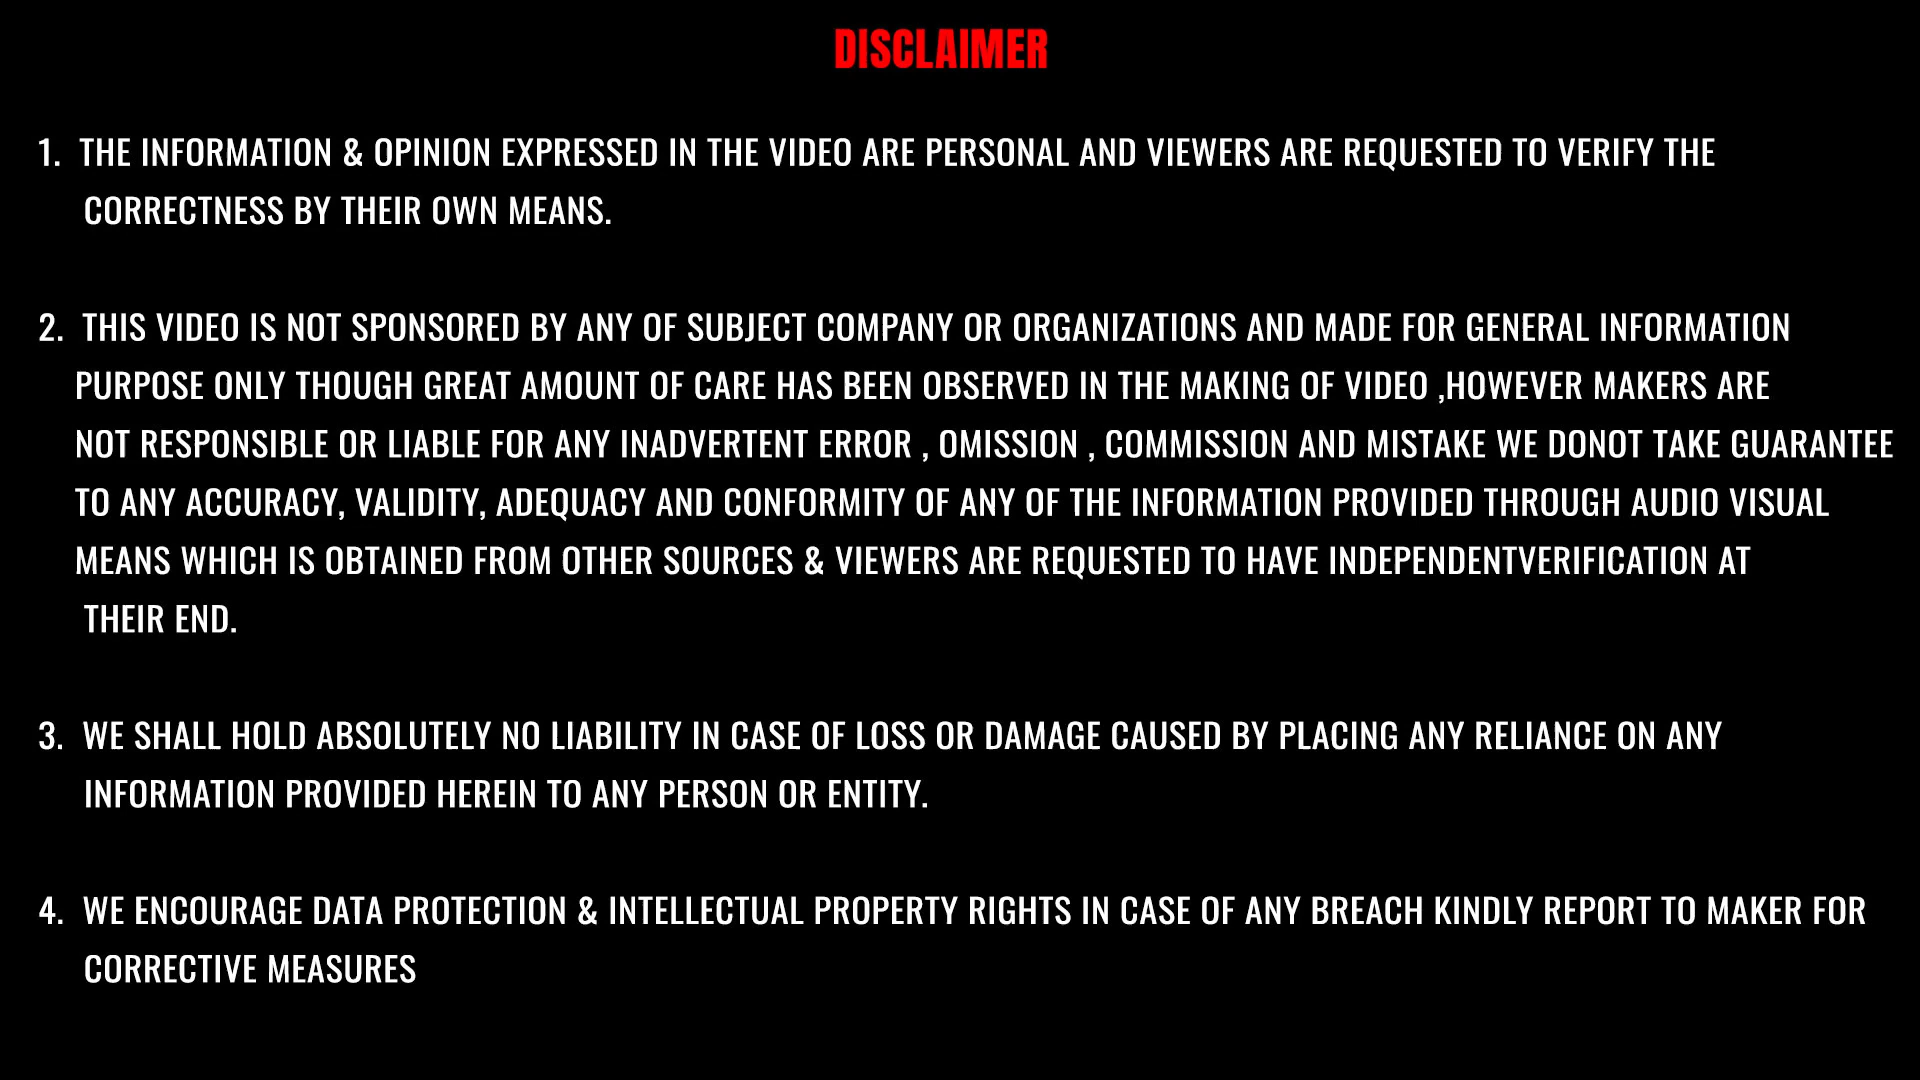 DISCLAIMER
1. THE INFORMATION & OPINION EXPRESSED IN THE VIDEO ARE PERSONAL AND VIEWERS ARE REQUESTED TO VERIFY THE
CORRECTNESS BY THEIR OWN MEANS.
2. THIS VIDEO IS NOT SPONSORED BY ANY OF SUBJECT COMPANY OR ORGANIZATIONS AND MADE FOR GENERAL INFORMATION
PURPOSE ONLY THOUGH GREAT AMOUNT OF CARE HAS BEEN OBSERVED IN THE MAKING OF VIDEO ,HOWEVER MAKERS ARE
NOT RESPONSIBLE OR LIABLE FOR ANY INADVERTENT ERROR , OMISSION , COMMISSION AND MISTAKE WE DONOT TAKE GUARANTEE
TO ANY ACCURACY, VALIDITY, ADEQUACY AND CONFORMITY OF ANY OF THE INFORMATION PROVIDED THROUGH AUDIO VISUAL
MEANS WHICH IS OBTAINED FROM OTHER SOURCES & VIEWERS ARE REQUESTED TO HAVE INDEPENDENTVERIFICATION AT
THEIR END.
3. WE SHALL HOLD ABSOLUTELY NO LIABILITY IN CASE OF LOSS OR DAMAGE CAUSED BY PLACING ANY RELIANCE ON ANY
INFORMATION PROVIDED HEREIN TO ANY PERSON OR ENTITY.
4. WE ENCOURAGE DATA PROTECTION & INTELLECTUAL PROPERTY RIGHTS IN CASE OF ANY BREACH KINDLY REPORT TO MAKER FOR
CORRECTIVE MEASURES